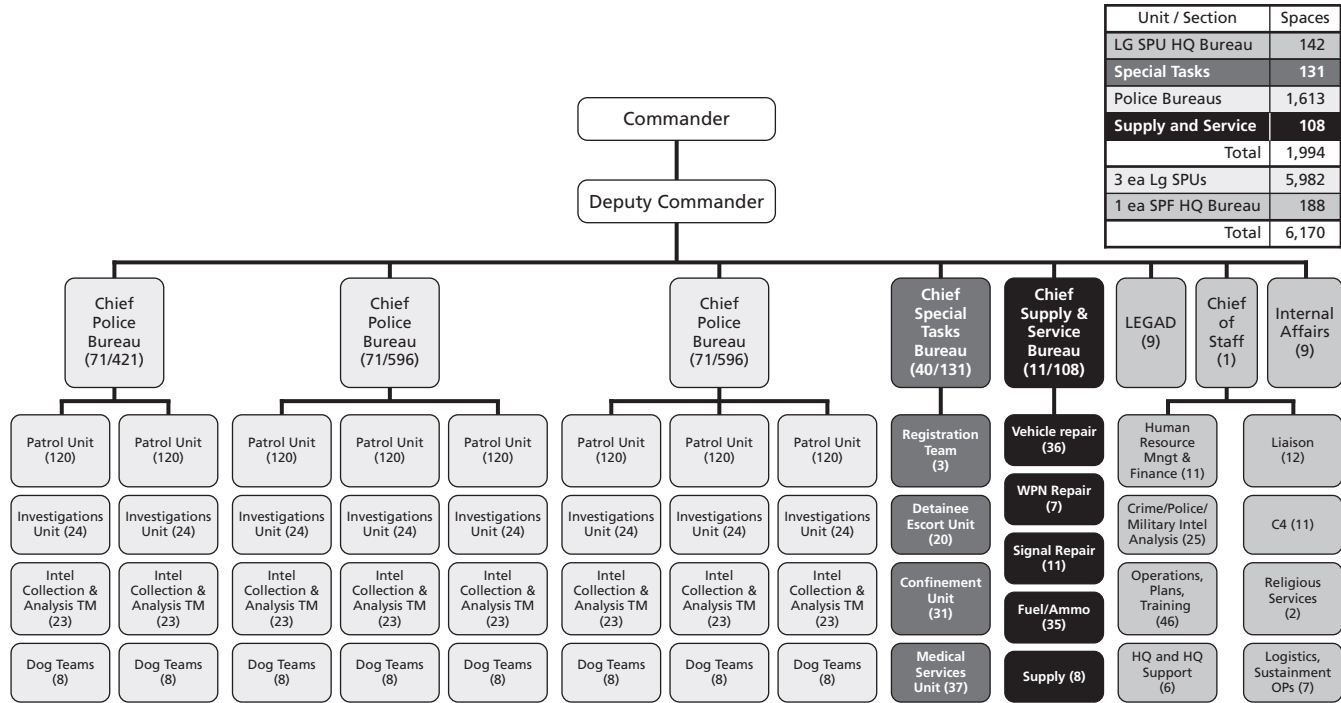 Unit / Section Spaces
LG SPU HQ Bureau 142
Special Tasks 131
Police Bureaus 1,613
Supply and Service 108
Total 1,994
3 ea Lg SPUs 5,982
1 ea SPF HQ Bureau 188
Total 6,170
Commander
Deputy Commander
Chief
Police
Bureau
(71/421)
Chief
Police
Bureau
(71/596)
Chief
Police
Bureau
(71/596)
Chief
Special
Tasks
Bureau
(40/131)
Chief
Supply &
Service
Bureau
(11/108)
LEGAD
(9)
Chief
of
Staff
(1)
Internal
Affairs
(9)
Patrol Unit
(120)
Patrol Unit
(120)
Patrol Unit
(120)
Patrol Unit
(120)
Patrol Unit
(120)
Patrol Unit
(120)
Patrol Unit
(120)
Patrol Unit
(120)
Registration
Team
(3)
Vehicle repair
(36)
Human
Resource
Mngt &
Finance (11)
Liaison
(12)
Investigations
Unit (24)
Investigations
Unit (24)
Investigations
Unit (24)
Investigations
Unit (24)
Investigations
Unit (24)
Investigations
Unit (24)
Investigations
Unit (24)
Investigations
Unit (24)
Detainee
Escort Unit
(20)
WPN Repair
(7)
Crime/Police/
Military Intel
Analysis (25)
C4 (11)
Signal Repair
(11)
Intel
Collection &
Analysis TM
(23)
Intel
Collection &
Analysis TM
(23)
Intel
Collection &
Analysis TM
(23)
Intel
Collection &
Analysis TM
(23)
Intel
Collection &
Analysis TM
(23)
Intel
Collection &
Analysis TM
(23)
Intel
Collection &
Analysis TM
(23)
Intel
Collection &
Analysis TM
(23)
Confinement
Unit
(31)
Fuel/Ammo
(35)
Operations,
Plans,
Training
(46)
Religious
Services
(2)
Dog Teams
(8)
Dog Teams
(8)
Dog Teams
(8)
Dog Teams
(8)
Dog Teams
(8)
Dog Teams
(8)
Dog Teams
(8)
Dog Teams
(8)
Medical
Services
Unit (37)
Supply (8)
HQ and HQ
Support
(6)
Logistics,
Sustainment
OPs (7)